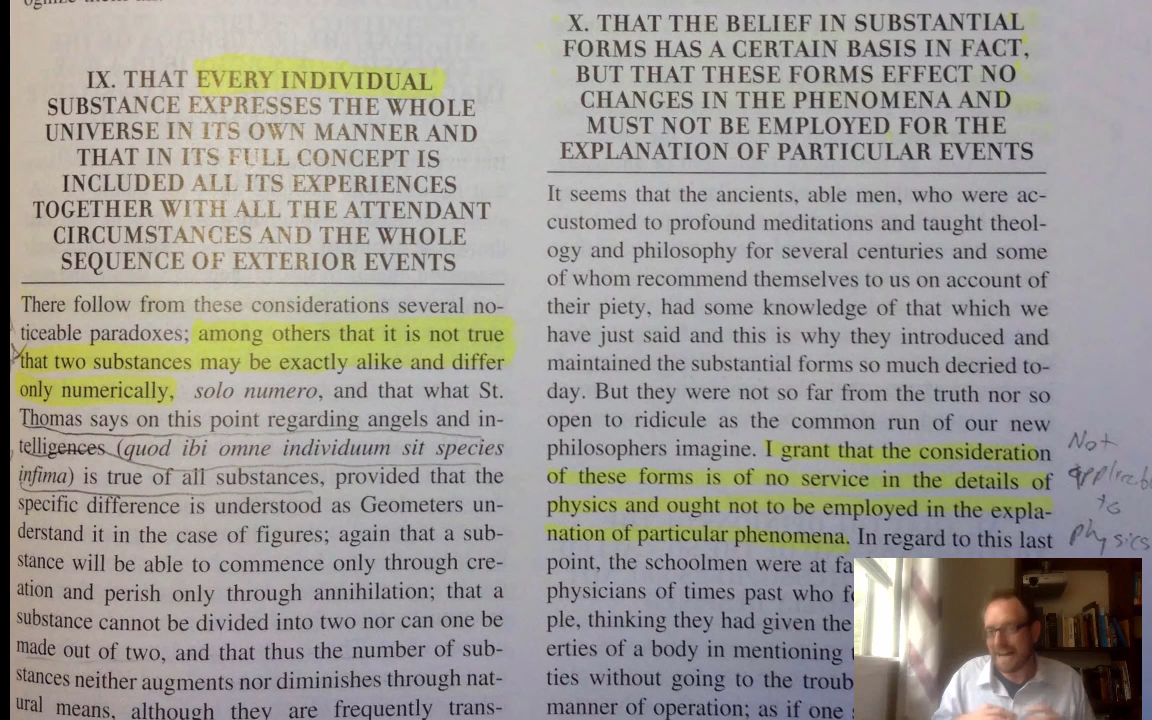 IX. THAT EVERY INDIVIDUAL
SUBSTANCE EXPRESSES THE WHOLE
UNIVERSE IN ITS OWN MANNER AND
THAT IN ITS FULL CONCEPT IS
INCLUDED ALL ITS EXPERIENCES
TOGETHER WITH ALL THE ATTENDANT
CIRCUMSTANCES AND THE WHOLE
SEQUENCE OF EXTERIOR EVENTS
There follow from these considerations several no-
ticeable paradoxes; among others that it is not true
that two substances may be exactly alike and differ
only numerically, solo numero, and that what St.
Thomas says on this point regarding angels and in-
telligences (quod ibi omne individuum sit species
infima) is true of all substances, provided that the
specific difference is understood as Geometers un-
derstand it in the case of figures; again that a sub-
stance will be able to commence only through cre-
ation and perish only through annihilation; that a
substance cannot be divided into two nor can one be
made out of two, and that thus the number of sub-
stances neither augments nor diminishes through nat-
ural means, although they are frequently trans-
X. THAT THE BELIEF IN SUBSTANTIAL
FORMS HAS A CERTAIN BASIS IN FACT,
BUT THAT THESE FORMS EFFECT NO
CHANGES IN THE PHENOMENA AND
MUST NOT BE EMPLOYED FOR THE
EXPLANATION OF PARTICULAR EVENTS
It seems that the ancients, able men, who were ac-
customed to profound meditations and taught theol-
ogy and philosophy for several centuries and some
of whom recommend themselves to us on account of
their piety, had some knowledge of that which we
have just said and this is why they introduced and
maintained the substantial forms so much decried to-
day. But they were not so far from the truth nor so
open to ridicule as the common run of our new
philosophers imagine. I grant that the consideration
of these forms is of no service in the details of
physics and ought not to be employed in the expla-
nation of particular phenomena. In regard to this last
point, the schoolmen were at fa
physicians of times past who f
ple, thinking they had given the
erties of a body in mentioning
ties without going to the troub
manner of operation; as if one
Not
applicab
to
physics